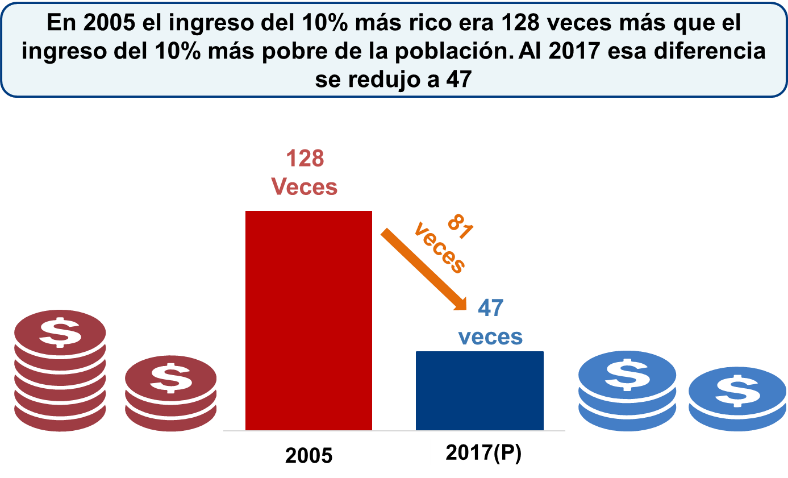 En 2005 el ingreso del 10% más rico era 128 veces más que el
ingreso del 10% más pobre de la población. Al 2017 esa diferencia
se redujo a 47
128
Veces
81
veces
47
veces
$
$
$
$
2005
2017(P)